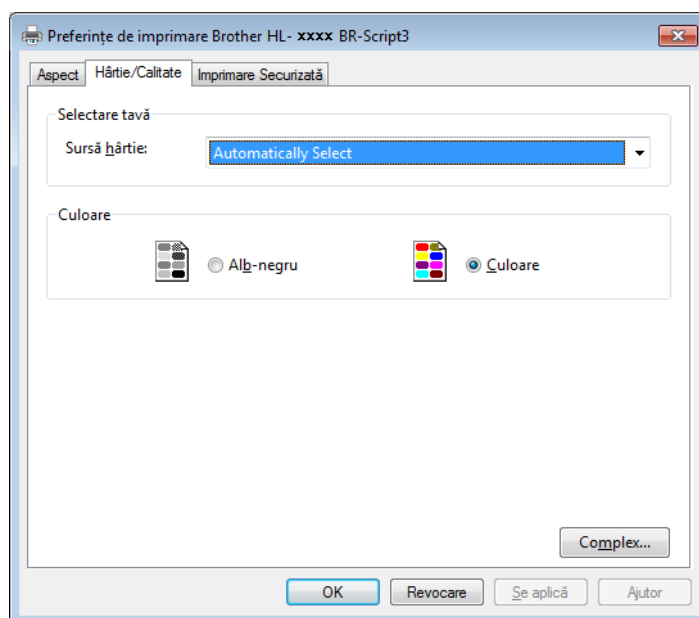 Preferințe de imprimare Brother HL- xxxx BR-Script3
Aspect Hârtie/Calitate Imprimare Securizată
Selectare tavă
Sursă hârtie: Automatically Select
Culoare
Alb-negru Culoare
Complex...
OK Revocare Se aplică Ajutor